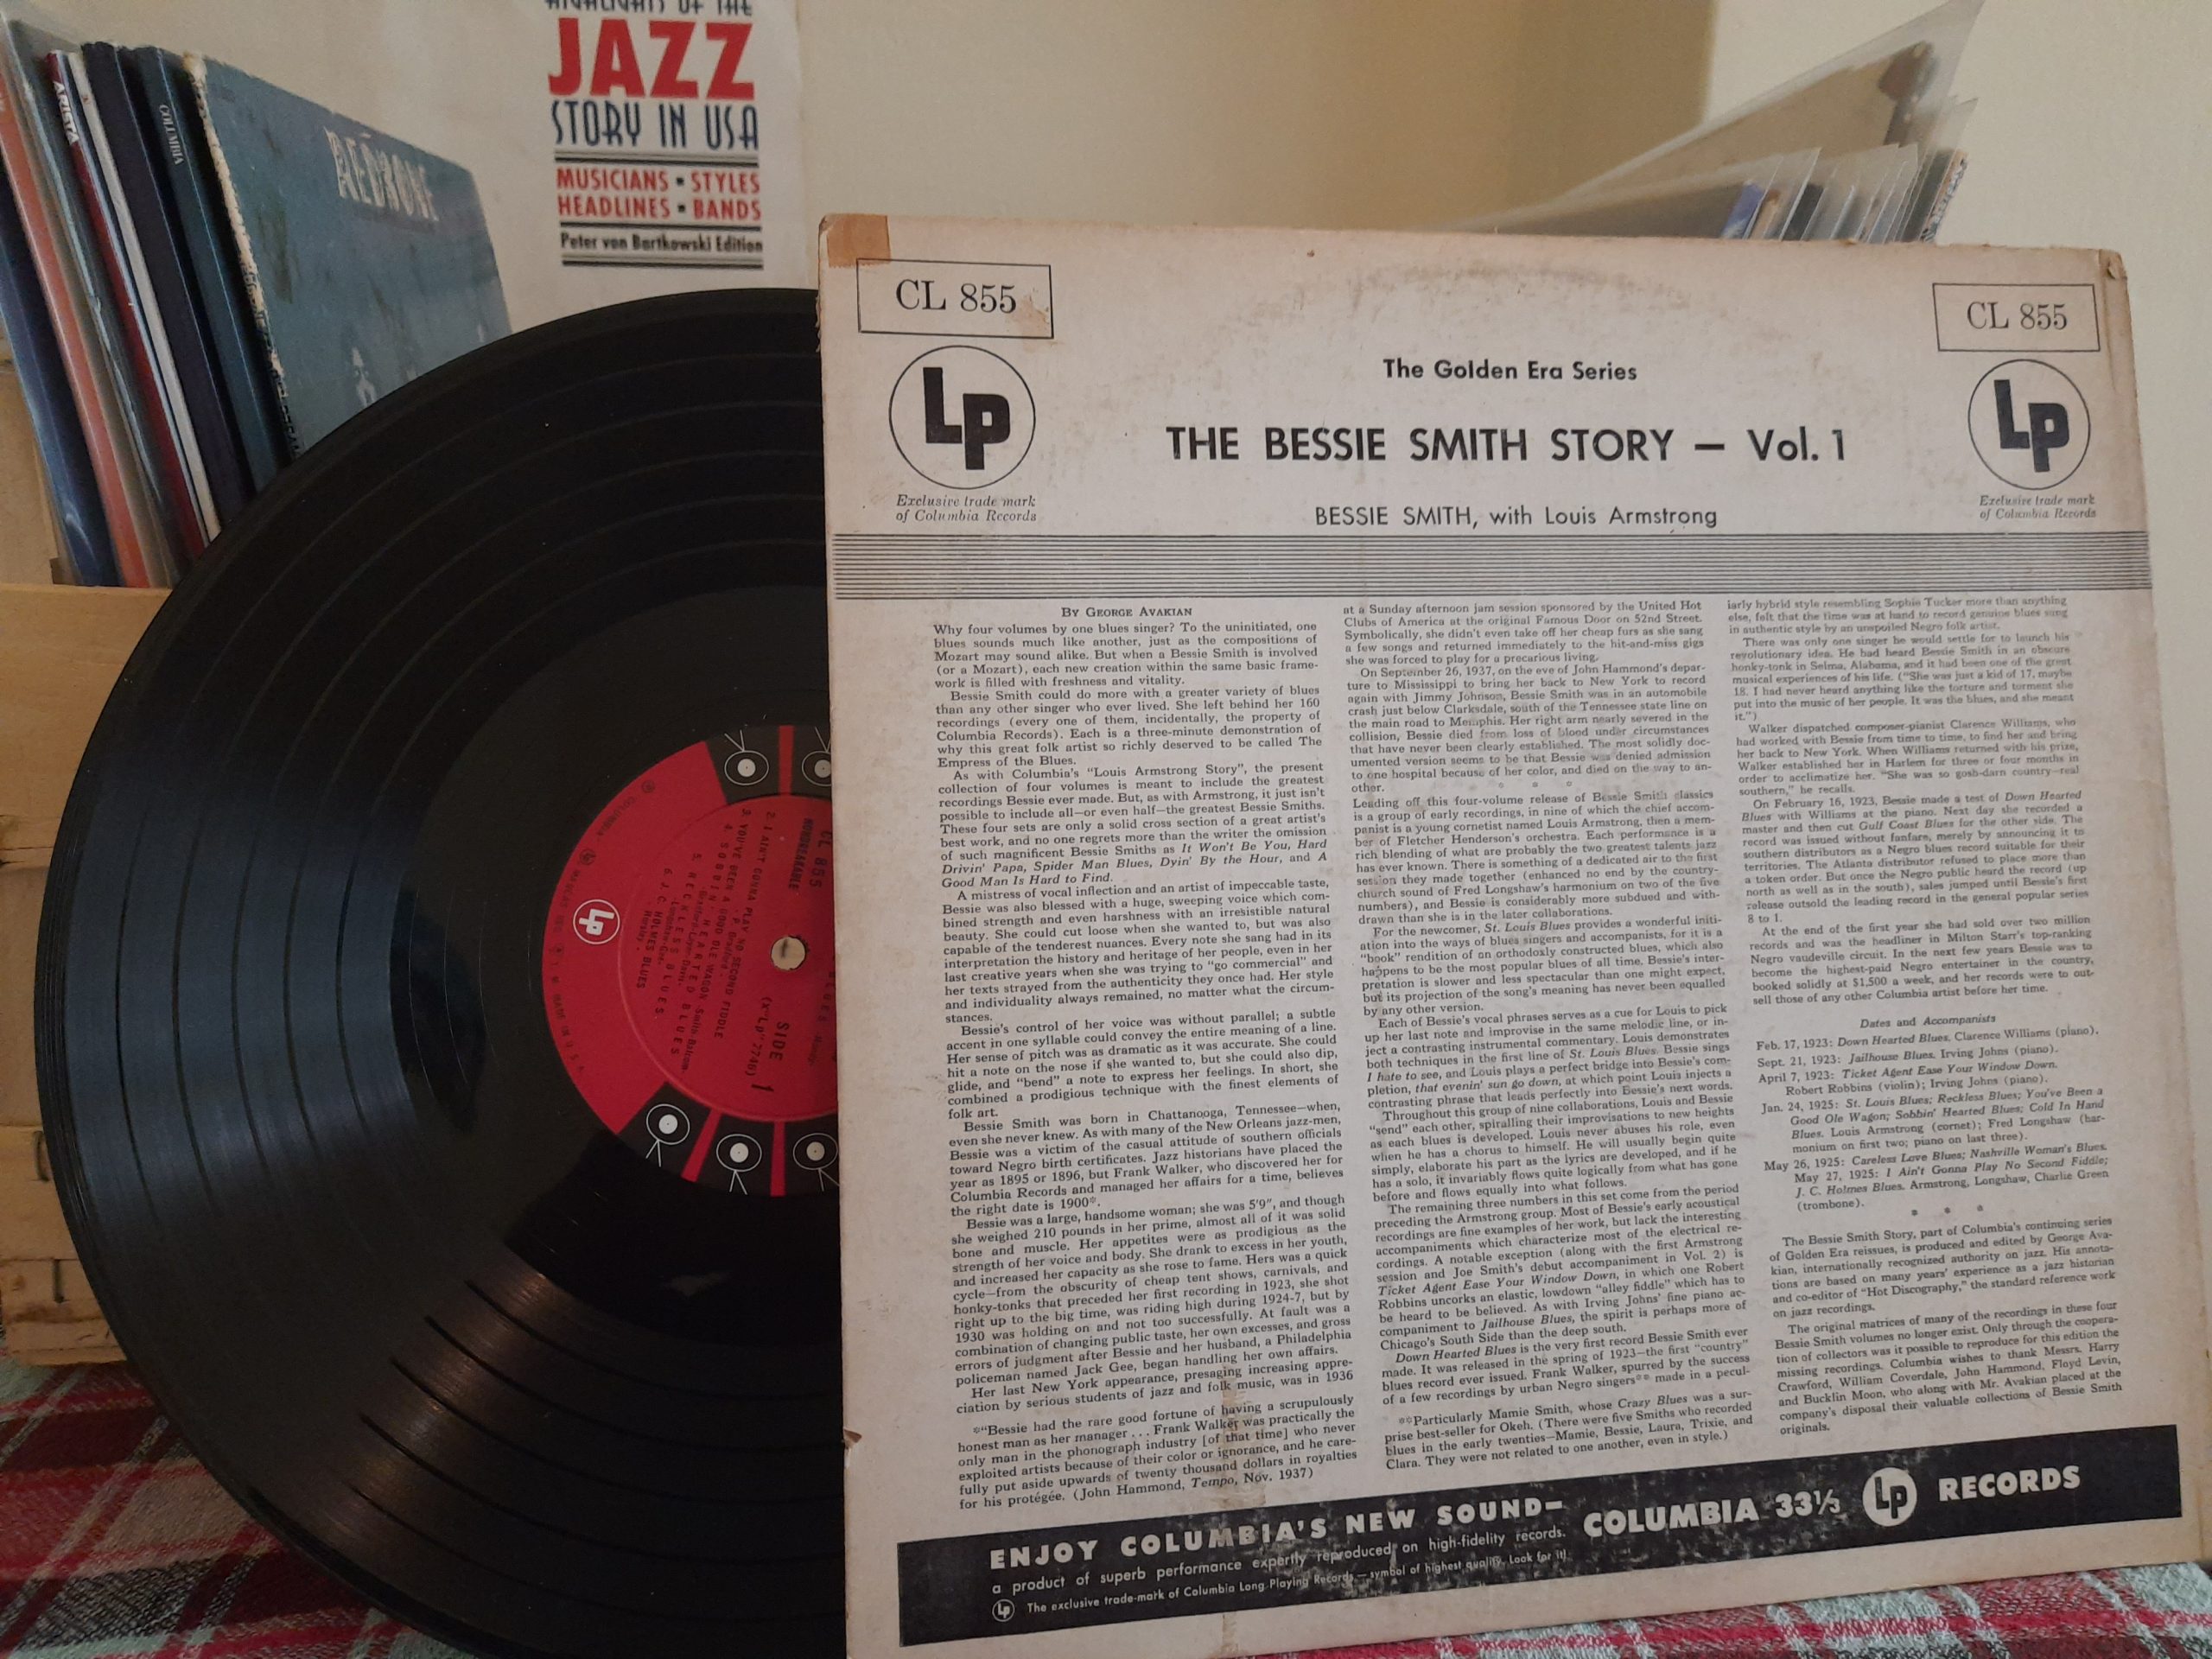 HIGHLIGHTS OF THE
JAZZ
STORY IN USA
MUSICIANS ▪ STYLES
HEADLINES ▪ BANDS
Peter von Bartkowski Edition
ARISTA
COLUMBIA
REDBONE
CL 855
CL 855
Lp
Lp
Exclusive trade mark
of Columbia Records
Exclusive trade mark
of Columbia Records
The Golden Era Series
THE BESSIE SMITH STORY — Vol. 1
BESSIE SMITH, with Louis Armstrong
BY GEORGE AVAKIAN
Why four volumes by one blues singer? To the uninitiated, one
blues sounds much like another, just as the compositions of
Mozart may sound alike. But when a Bessie Smith is involved
(or a Mozart), each new creation within the same basic frame-
work is filled with freshness and vitality.
Bessie Smith could do more with a greater variety of blues
than any other singer who ever lived. She left behind her 160
recordings (every one of them, incidentally, the property of
Columbia Records). Each is a three-minute demonstration of
why this great folk artist so richly deserved to be called The
Empress of the Blues.
As with Columbia's "Louis Armstrong Story", the present
collection of four volumes is meant to include the greatest
recordings Bessie ever made. But, as with Armstrong, it just isn't
possible to include all—or even half—the greatest Bessie Smiths.
These four sets are only a solid cross section of a great artist's
best work, and no one regrets more than the writer the omission
of such magnificent Bessie Smiths as It Won't Be You, Hard
Drivin' Papa, Spider Man Blues, Dyin' By the Hour, and A
Good Man Is Hard to Find.
A mistress of vocal inflection and an artist of impeccable taste,
Bessie was also blessed with a huge, sweeping voice which com-
bined strength and even harshness with an irresistible natural
beauty. She could cut loose when she wanted to, but was also
capable of the tenderest nuances. Every note she sang had in its
interpretation the history and heritage of her people, even in her
last creative years when she was trying to "go commercial" and
her texts strayed from the authenticity they once had. Her style
and individuality always remained, no matter what the circum-
stances.
Bessie's control of her voice was without parallel; a subtle
accent in one syllable could convey the entire meaning of a line.
Her sense of pitch was as dramatic as it was accurate. She could
hit a note on the nose if she wanted to, but she could also dip,
glide, and "bend" a note to express her feelings. In short, she
combined a prodigious technique with the finest elements of
folk art.
Bessie Smith was born in Chattanooga, Tennessee—when,
even she never knew. As with many of the New Orleans jazz-men,
Bessie was a victim of the casual attitude of southern officials
toward Negro birth certificates. Jazz historians have placed the
year as 1895 or 1896, but Frank Walker, who discovered her for
Columbia Records and managed her affairs for a time, believes
the right date is 1900*.
Bessie was a large, handsome woman; she was 5'9", and though
she weighed 210 pounds in her prime, almost all of it was solid
bone and muscle. Her appetites were as prodigious as the
strength of her voice and body. She drank to excess in her youth,
and increased her capacity as she rose to fame. Hers was a quick
cycle—from the obscurity of cheap tent shows, carnivals, and
honky-tonks that preceded her first recording in 1923, she shot
right up to the big time, was riding high during 1924-7, but by
1930 was holding on and not too successfully. At fault was a
combination of changing public taste, her own excesses, and gross
errors of judgment after Bessie and her husband, a Philadelphia
policeman named Jack Gee, began handling her own affairs.
Her last New York appearance, presaging increasing appre-
ciation by serious students of jazz and folk music, was in 1936
*"Bessie had the rare good fortune of having a scrupulously
honest man as her manager . . . Frank Walker was practically the
only man in the phonograph industry [of that time] who never
exploited artists because of their color or ignorance, and he care-
fully put aside upwards of twenty thousand dollars in royalties
for his protégée. (John Hammond, Tempo, Nov. 1937)
at a Sunday afternoon jam session sponsored by the United Hot
Clubs of America at the original Famous Door on 52nd Street.
Symbolically, she didn't even take off her cheap furs as she sang
a few songs and returned immediately to the hit-and-miss gigs
she was forced to play for a precarious living.
On September 26, 1937, on the eve of John Hammond's depar-
ture to Mississippi to bring her back to New York to record
again with Jimmy Johnson, Bessie Smith was in an automobile
crash just below Clarksdale, south of the Tennessee state line on
the main road to Memphis. Her right arm nearly severed in the
collision, Bessie died from loss of blood under circumstances
that have never been clearly established. The most solidly doc-
umented version seems to be that Bessie was denied admission
to one hospital because of her color, and died on the way to an-
other.
Leading off this four-volume release of Bessie Smith classics
is a group of early recordings, in nine of which the chief accom-
panist is a young cornetist named Louis Armstrong, then a mem-
ber of Fletcher Henderson's orchestra. Each performance is a
rich blending of what are probably the two greatest talents jazz
has ever known. There is something of a dedicated air to the first
session they made together (enhanced no end by the country-
church sound of Fred Longshaw's harmonium on two of the five
numbers), and Bessie is considerably more subdued and with-
drawn than she is in the later collaborations.
For the newcomer, St. Louis Blues provides a wonderful initi-
ation into the ways of blues singers and accompanists, for it is a
"book" rendition of an orthodoxly constructed blues, which also
happens to be the most popular blues of all time. Bessie's inter-
pretation is slower and less spectacular than one might expect,
but its projection of the song's meaning has never been equalled
by any other version.
Each of Bessie's vocal phrases serves as a cue for Louis to pick
up her last note and improvise in the same melodic line, or in-
ject a contrasting instrumental commentary. Louis demonstrates
both techniques in the first line of St. Louis Blues. Bessie sings
I hate to see, and Louis plays a perfect bridge into Bessie's com-
pletion, that evenin' sun go down, at which point Louis injects a
contrasting phrase that leads perfectly into Bessie's next words.
Throughout this group of nine collaborations, Louis and Bessie
"send" each other, spiralling their improvisations to new heights
as each blues is developed. Louis never abuses his role, even
when he has a chorus to himself. He will usually begin quite
simply, elaborate his part as the lyrics are developed, and if he
has a solo, it invariably flows quite logically from what has gone
before and flows equally into what follows.
The remaining three numbers in this set come from the period
preceding the Armstrong group. Most of Bessie's early acoustical
recordings are fine examples of her work, but lack the interesting
accompaniments which characterize most of the electrical re-
cordings. A notable exception (along with the first Armstrong
session and Joe Smith's debut accompaniment in Vol. 2) is
Ticket Agent Ease Your Window Down, in which one Robert
Robbins uncorks an elastic, lowdown "alley fiddle" which has to
be heard to be believed. As with Irving Johns' fine piano ac-
companiment to Jailhouse Blues, the spirit is perhaps more of
Chicago's South Side than the deep south.
Down Hearted Blues is the very first record Bessie Smith ever
made. It was released in the spring of 1923—the first "country"
blues record ever issued. Frank Walker, spurred by the success
of a few recordings by urban Negro singers** made in a pecul-
**Particularly Mamie Smith, whose Crazy Blues was a sur-
prise best-seller for Okeh. (There were five Smiths who recorded
blues in the early twenties—Mamie, Bessie, Laura, Trixie, and
Clara. They were not related to one another, even in style.)
iarly hybrid style resembling Sophie Tucker more than anything
else, felt that the time was at hand to record genuine blues sung
in authentic style by an unspoiled Negro folk artist.
There was only one singer he would settle for to launch his
revolutionary idea. He had heard Bessie Smith in an obscure
honky-tonk in Selma, Alabama, and it had been one of the great
musical experiences of his life. ("She was just a kid of 17, maybe
18. I had never heard anything like the torture and torment she
put into the music of her people. It was the blues, and she meant
it.")
Walker dispatched composer-pianist Clarence Williams, who
had worked with Bessie from time to time, to find her and bring
her back to New York. When Williams returned with his prize,
Walker established her in Harlem for three or four months in
order to acclimatize her. "She was so gosh-darn country—real
southern," he recalls.
On February 16, 1923, Bessie made a test of Down Hearted
Blues with Williams at the piano. Next day she recorded a
master and then cut Gulf Coast Blues for the other side. The
record was issued without fanfare, merely by announcing it to
southern distributors as a Negro blues record suitable for their
territories. The Atlanta distributor refused to place more than
a token order. But once the Negro public heard the record (up
north as well as in the south), sales jumped until Bessie's first
release outsold the leading record in the general popular series
8 to 1.
At the end of the first year she had sold over two million
records and was the headliner in Milton Starr's top-ranking
Negro vaudeville circuit. In the next few years Bessie was to
become the highest-paid Negro entertainer in the country,
booked solidly at $1,500 a week, and her records were to out-
sell those of any other Columbia artist before her time.
Dates and Accompanists
Feb. 17, 1923: Down Hearted Blues. Clarence Williams (piano).
Sept. 21, 1923: Jailhouse Blues. Irving Johns (piano).
April 7, 1923: Ticket Agent Ease Your Window Down.
Robert Robbins (violin); Irving Johns (piano).
Jan. 24, 1925: St. Louis Blues; Reckless Blues; You've Been a
Good Ole Wagon; Sobbin' Hearted Blues; Cold In Hand
Blues. Louis Armstrong (cornet); Fred Longshaw (har-
monium on first two; piano on last three).
May 26, 1925: Careless Love Blues; Nashville Woman's Blues.
May 27, 1925: I Ain't Gonna Play No Second Fiddle;
J. C. Holmes Blues. Armstrong, Longshaw, Charlie Green
(trombone).
The Bessie Smith Story, part of Columbia's continuing series
of Golden Era reissues, is produced and edited by George Ava-
kian, internationally recognized authority on jazz. His annota-
tions are based on many years' experience as a jazz historian
and co-editor of "Hot Discography," the standard reference work
on jazz recordings.
The original matrices of many of the recordings in these four
Bessie Smith volumes no longer exist. Only through the coopera-
tion of collectors was it possible to reproduce for this edition the
missing recordings. Columbia wishes to thank Messrs. Harry
Crawford, William Coverdale, John Hammond, Floyd Levin,
and Bucklin Moon, who along with Mr. Avakian placed at the
company's disposal their valuable collections of Bessie Smith
originals.
ENJOY COLUMBIA'S NEW SOUND—
a product of superb performance expertly reproduced on high-fidelity records.
Lp The exclusive trade-mark of Columbia Long Playing Records — symbol of highest quality. Look for it!
COLUMBIA 33⅓ Lp RECORDS
Lp
CL 855
NONBREAKABLE
SIDE 1
(x"Lp" 7746)
2. I AIN'T GONNA PLAY NO SECOND FIDDLE
3. YOU'VE BEEN A GOOD OLE WAGON
4. SOBBIN' HEARTED BLUES
5. RECKLESS BLUES
6. J. C. HOLMES BLUES